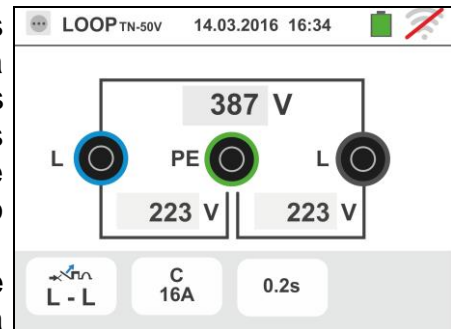 LOOP TN-50V 14.03.2016 16:34
387 V
L PE L
223 V 223 V
L - L
C
16A
0.2s